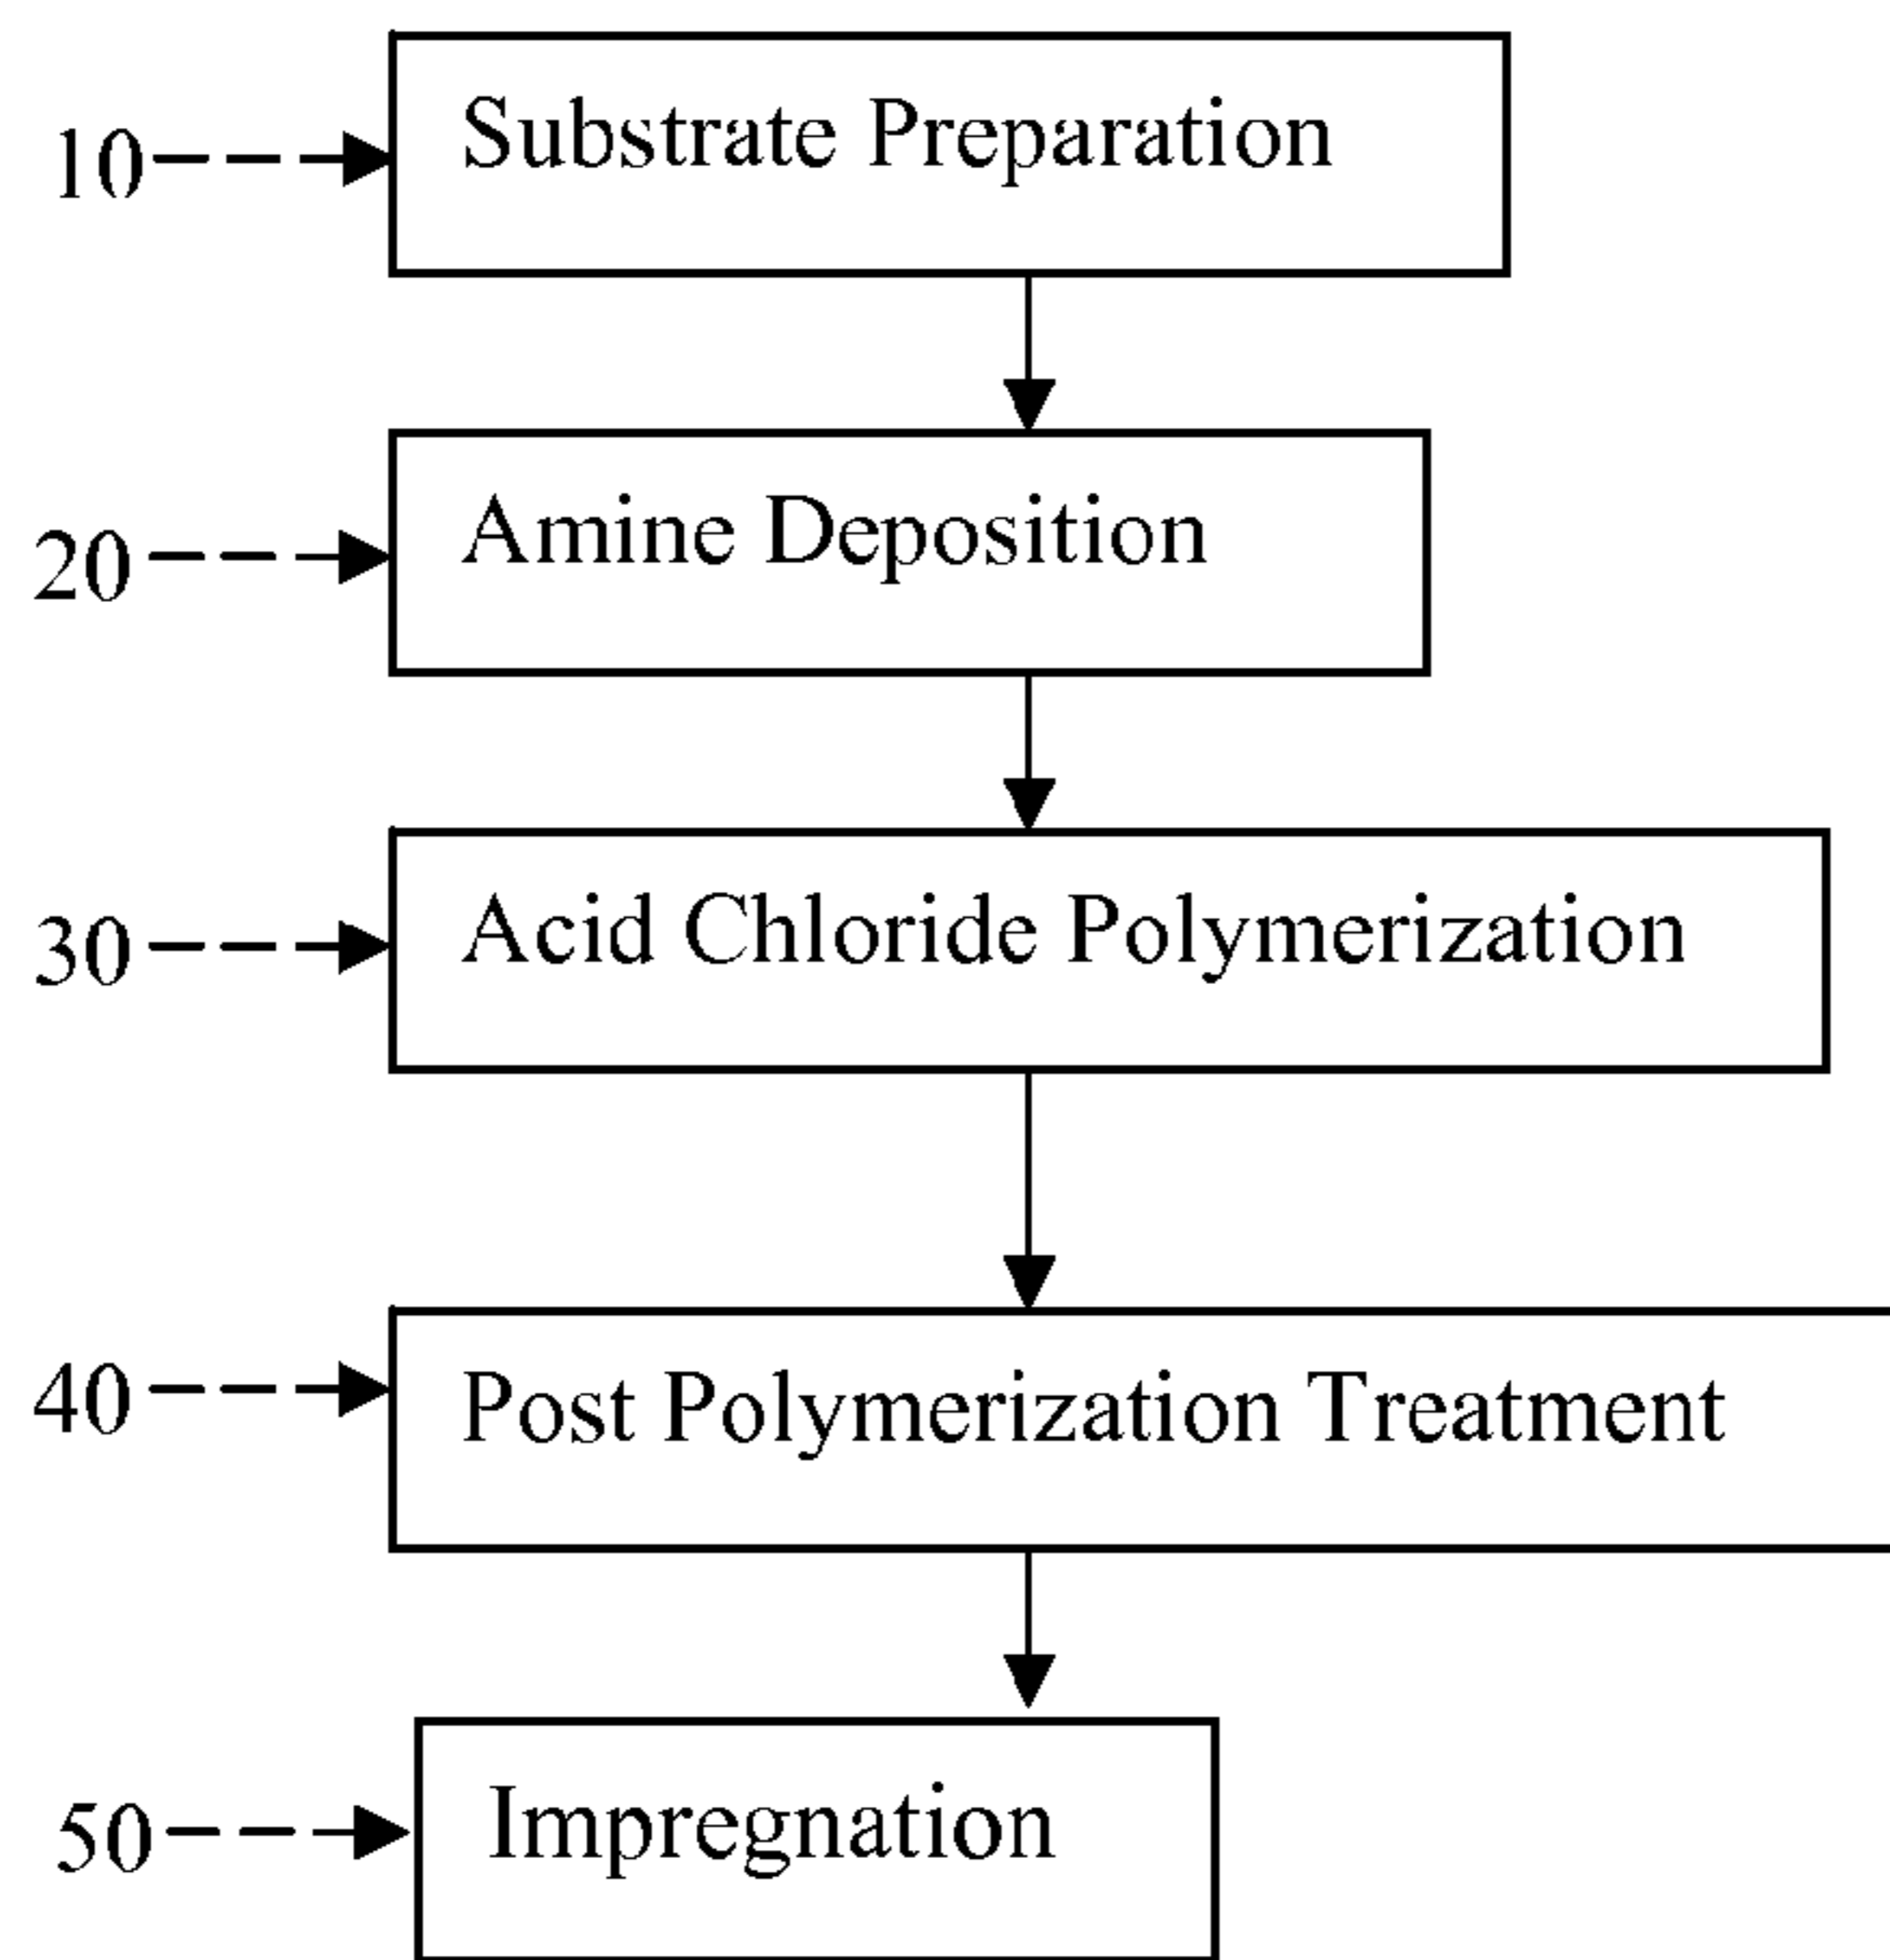 10 Substrate Preparation
20 Amine Deposition
30 Acid Chloride Polymerization
40 Post Polymerization Treatment
50 Impregnation